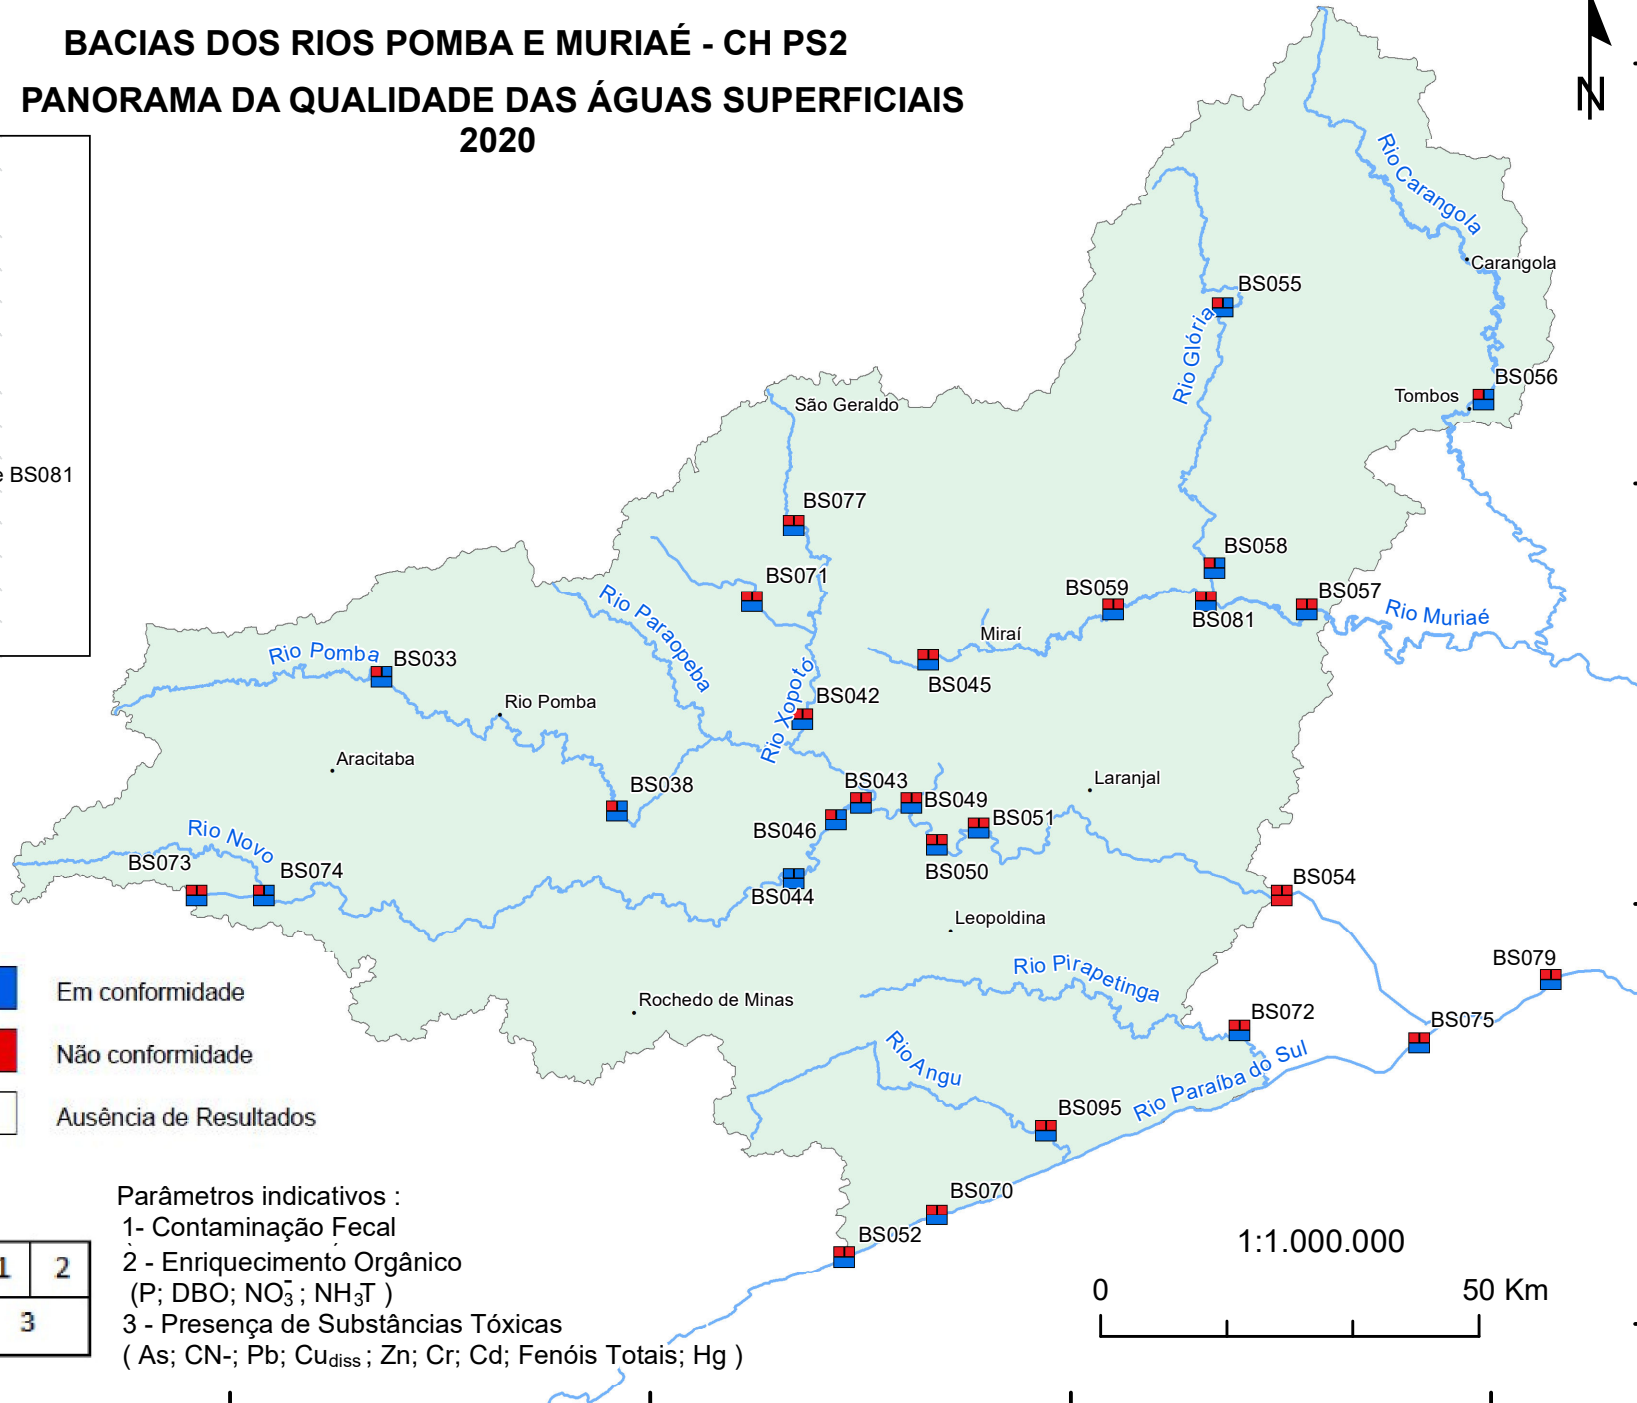 BACIAS DOS RIOS POMBA E MURIAÉ - CH PS2
PANORAMA DA QUALIDADE DAS ÁGUAS SUPERFICIAIS
2020
N
Rio Carangola
Carangola
BS055
Rio Glória
BS056
Tombos
São Geraldo
e BS081
BS077
BS058
BS071
BS059
BS057
Rio Paraopeba
BS081
Rio Muriaé
Miraí
Rio Pomba
BS033
BS045
Rio Xopotó
BS042
Rio Pomba
Aracitaba
BS038
BS043
Laranjal
BS049
BS046
BS051
Rio Novo
BS073
BS074
BS050
BS044
BS054
Leopoldina
BS079
Rio Pirapetinga
Em conformidade
Rochedo de Minas
BS072
BS075
Não conformidade
Rio Angu
Rio Paraíba do Sul
Ausência de Resultados
BS095
BS070
BS052
Parâmetros indicativos :
1- Contaminação Fecal
2 - Enriquecimento Orgânico
(P; DBO; NO₃⁻; NH₃T )
3 - Presença de Substâncias Tóxicas
( As; CN-; Pb; Cudiss ; Zn; Cr; Cd; Fenóis Totais; Hg )
1 2
3
1:1.000.000
0 50 Km